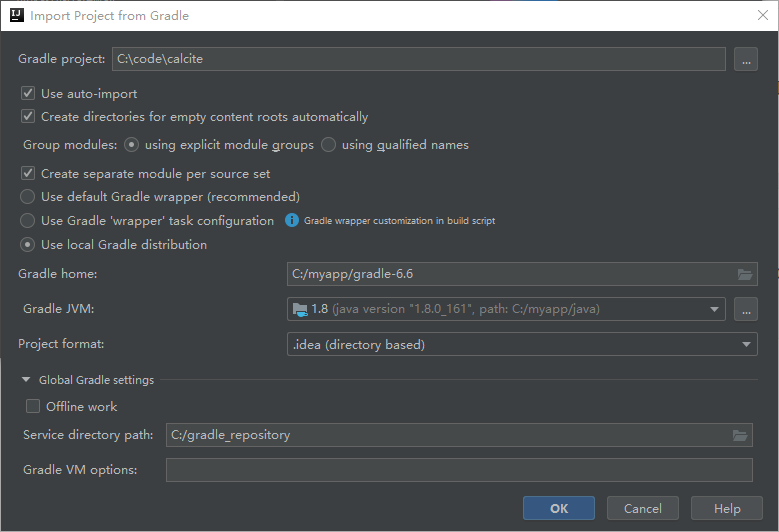 Import Project from Gradle
Gradle project: C:\code\calcite ...
Use auto-import
Create directories for empty content roots automatically
Group modules: using explicit module groups using qualified names
Create separate module per source set
Use default Gradle wrapper (recommended)
Use Gradle 'wrapper' task configuration Gradle wrapper customization in build script
Use local Gradle distribution
Gradle home: C:/myapp/gradle-6.6
Gradle JVM: 1.8 (java version "1.8.0_161", path: C:/myapp/java) ...
Project format: .idea (directory based)
Global Gradle settings
Offline work
Service directory path: C:/gradle_repository
Gradle VM options:
OK Cancel Help